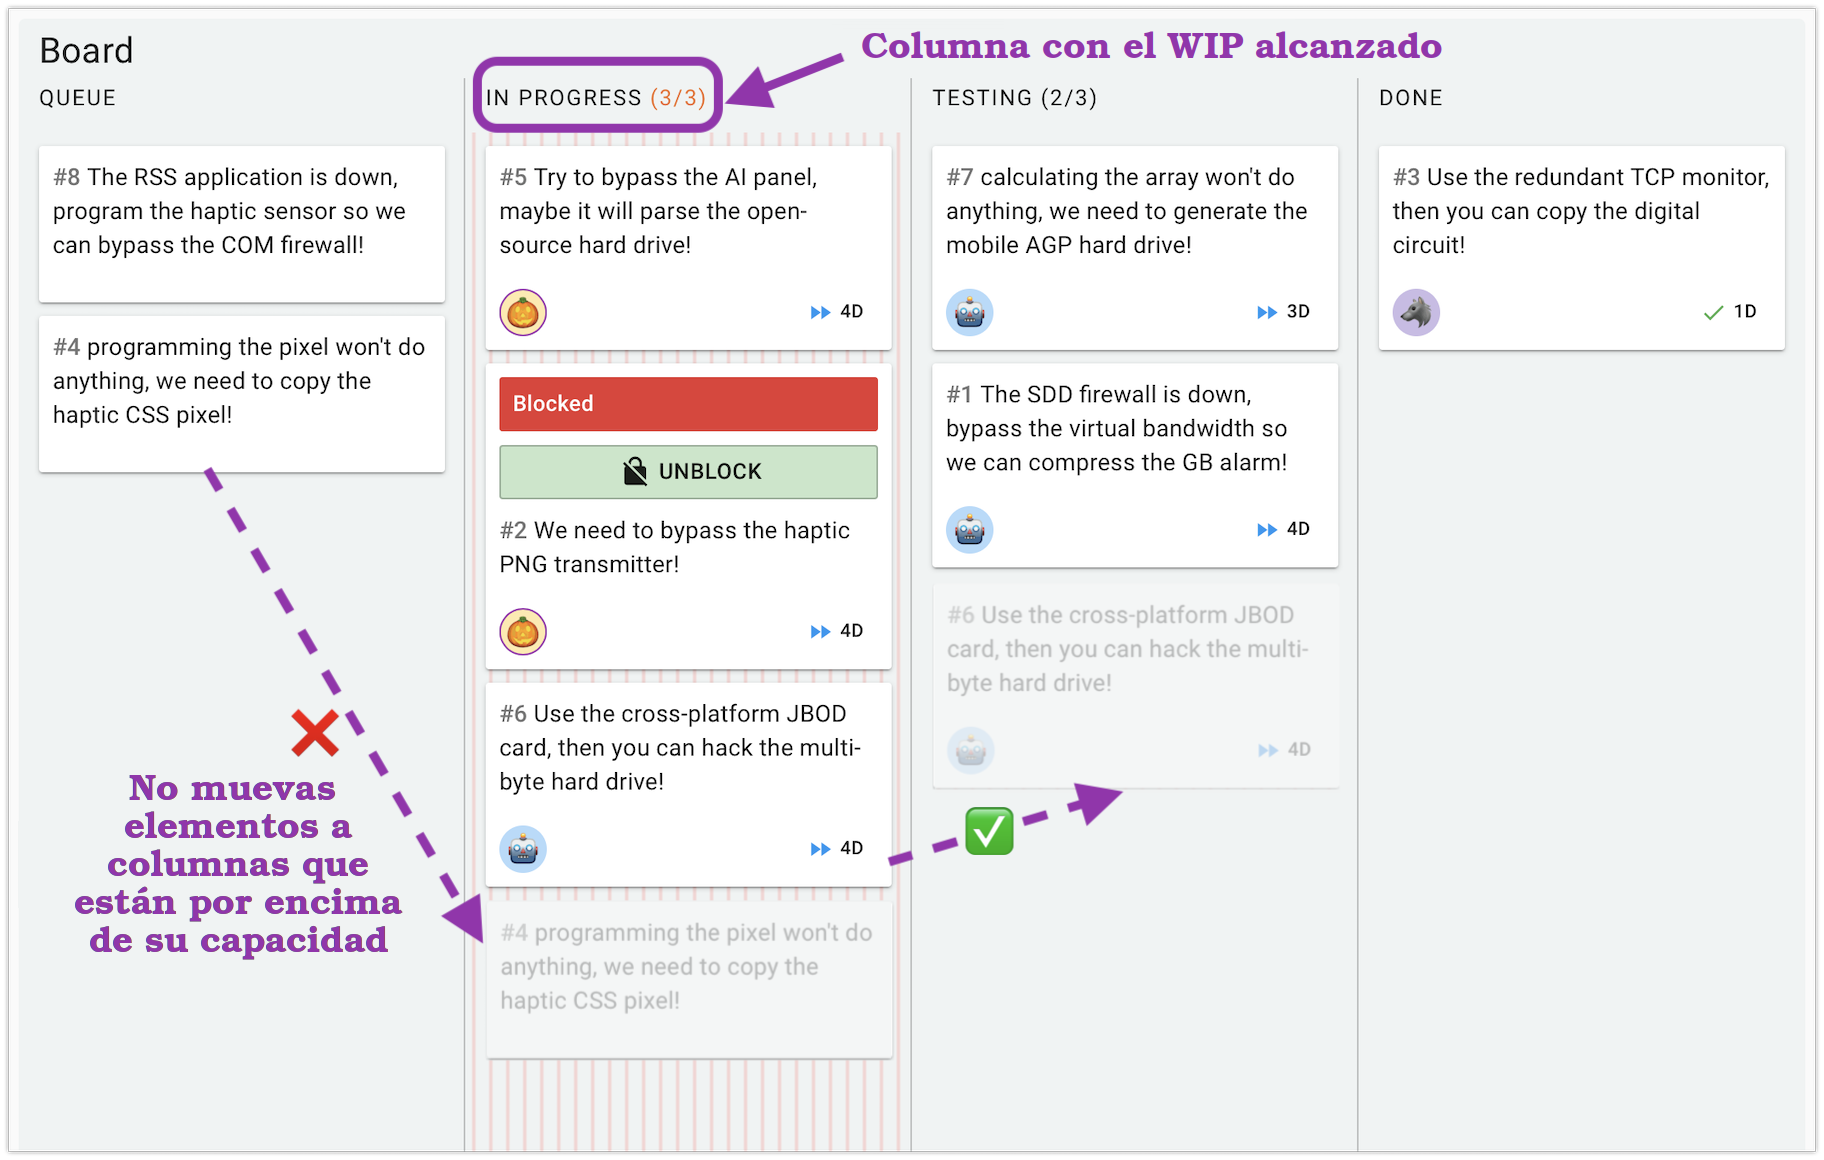 Board
Columna con el WIP alcanzado
QUEUE
#8 The RSS application is down,
program the haptic sensor so we
can bypass the COM firewall!
#4 programming the pixel won't do
anything, we need to copy the
haptic CSS pixel!
No muevas
elementos a
columnas que
están por encima
de su capacidad
IN PROGRESS (3/3)
#5 Try to bypass the AI panel,
maybe it will parse the open-
source hard drive!
4D
Blocked
UNBLOCK
#2 We need to bypass the haptic
PNG transmitter!
4D
#6 Use the cross-platform JBOD
card, then you can hack the multi-
byte hard drive!
4D
#4 programming the pixel won't do
anything, we need to copy the
haptic CSS pixel!
TESTING (2/3)
#7 calculating the array won't do
anything, we need to generate the
mobile AGP hard drive!
3D
#1 The SDD firewall is down,
bypass the virtual bandwidth so
we can compress the GB alarm!
4D
#6 Use the cross-platform JBOD
card, then you can hack the multi-
byte hard drive!
4D
DONE
#3 Use the redundant TCP monitor,
then you can copy the digital
circuit!
1D